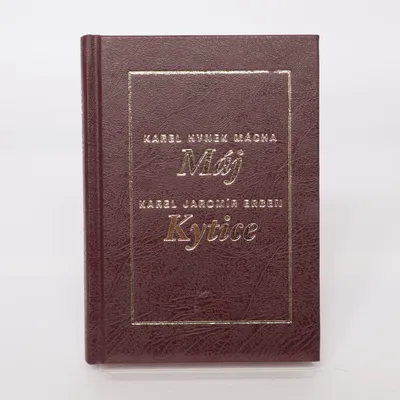 KAREL HYNEK MÁCHA
Máj
KAREL JAROMÍR ERBEN
Kytice